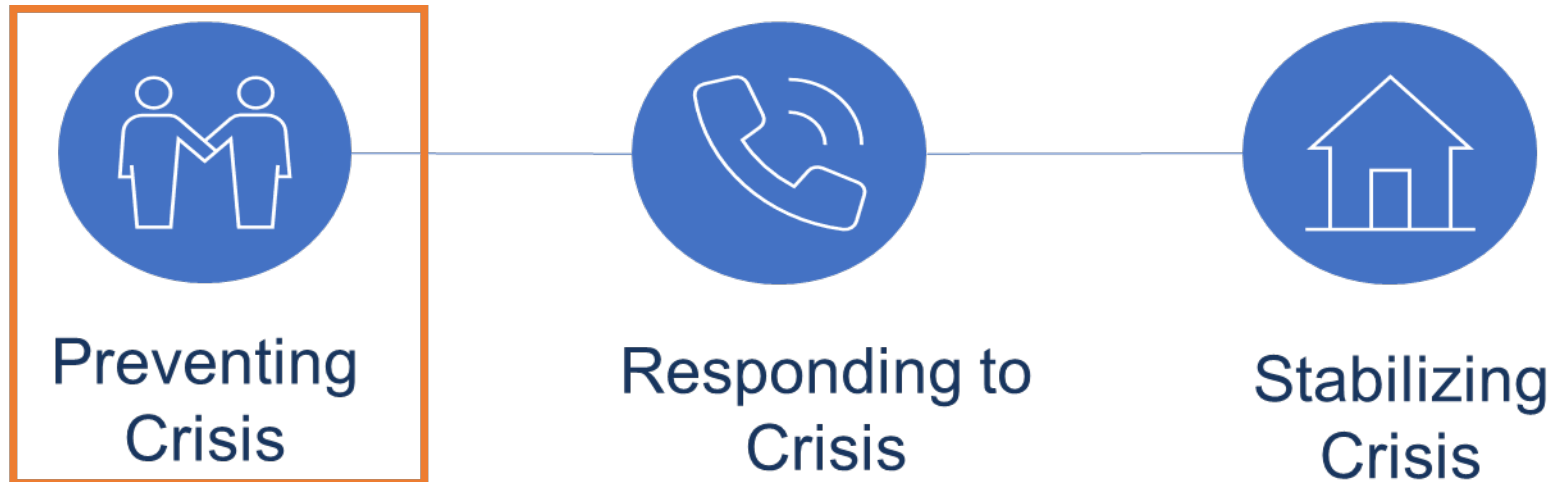 Preventing
Crisis
Responding to
Crisis
Stabilizing
Crisis